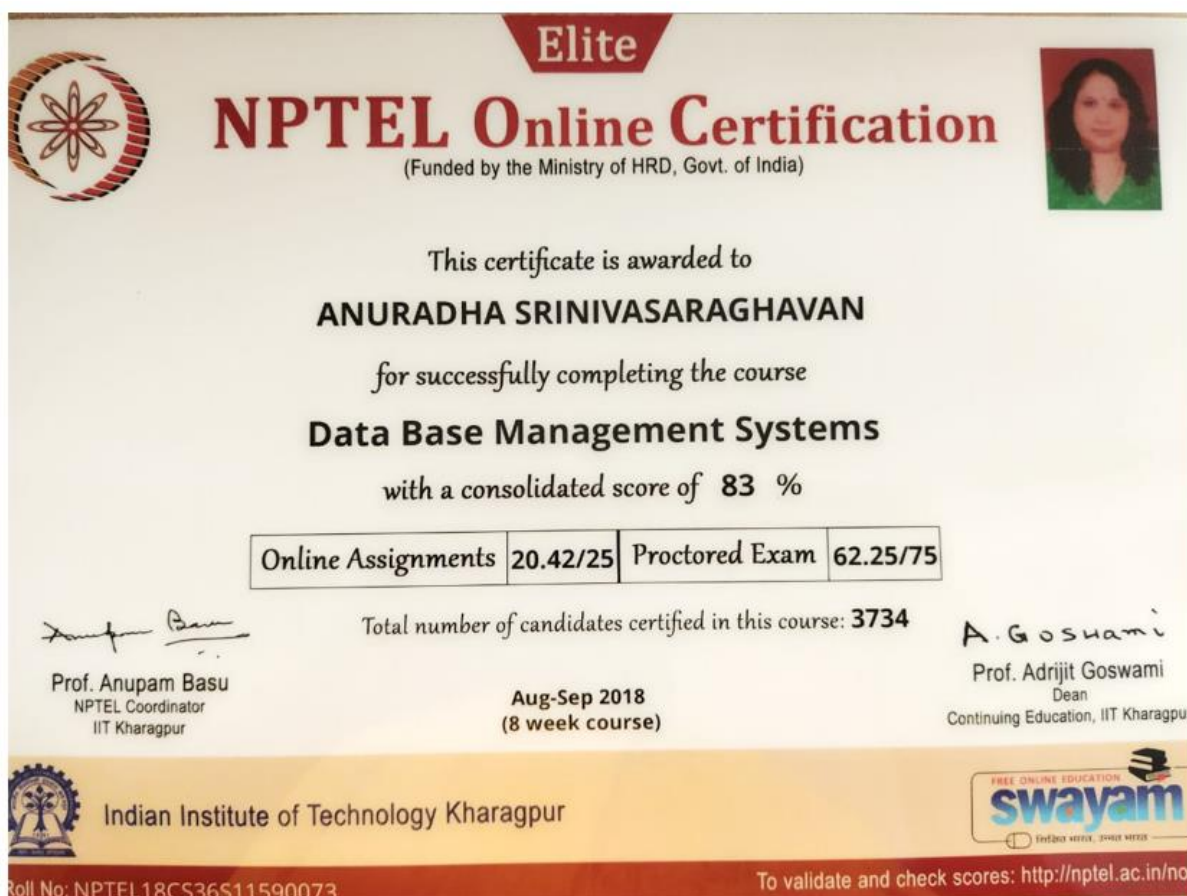 Elite
NPTEL Online Certification
(Funded by the Ministry of HRD, Govt. of India)
This certificate is awarded to
ANURADHA SRINIVASARAGHAVAN
for successfully completing the course
Data Base Management Systems
with a consolidated score of 83 %
Online Assignments 20.42/25 Proctored Exam 62.25/75
Total number of candidates certified in this course: 3734
A. Goswami
Prof. Anupam Basu
NPTEL Coordinator
IIT Kharagpur
Aug-Sep 2018
(8 week course)
Prof. Adrijit Goswami
Dean
Continuing Education, IIT Kharagpu
Indian Institute of Technology Kharagpur
FREE ONLINE EDUCATION
swayam
शिक्षित भारत, उन्नत भारत
Roll No: NPTEL18CS36S11590073
To validate and check scores: http://nptel.ac.in/no